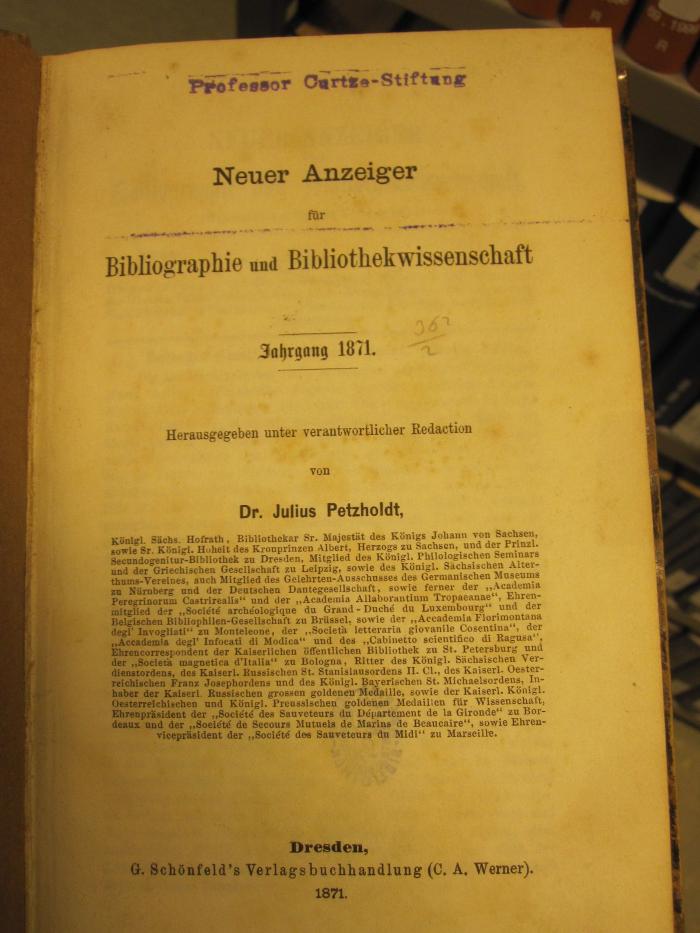 Professor Curtze-Stiftung
Neuer Anzeiger
für
Bibliographie und Bibliothekwissenschaft
Jahrgang 1871.
Herausgegeben unter verantwortlicher Redaction
von
Dr. Julius Petzholdt,
Königl. Sächs. Hofrath, Bibliothekar Sr. Majestät des Königs Johann von Sachsen,
sowie Sr. Königl. Hoheit des Kronprinzen Albert, Herzogs zu Sachsen, und der Prinzl.
Secundogenitur-Bibliothek zu Dresden, Mitglied des Königl. Philologischen Seminars
und der Griechischen Gesellschaft zu Leipzig, sowie des Königl. Sächsischen Alter-
thums-Vereines, auch Mitglied des Gelehrten-Ausschusses des Germanischen Museums
zu Nürnberg und der Deutschen Dantegesellschaft, sowie ferner der „Academia
Peregrinorum Castrirealis“ und der „Academia Allaborantium Tropaeanae“, Ehren-
mitglied der „Société archéologique du Grand-Duché du Luxembourg“ und der
Belgischen Bibliophilen-Gesellschaft zu Brüssel, sowie der „Accademia Florimontana
degl' Invogliati“ zu Monteleone, der „Società letteraria giovanile Cosentina“, der
„Accademia degl' Infocati di Modica“ und des „Cabinetto scientifico di Ragusa“,
Ehrencorrespondent der Kaiserlichen öffentlichen Bibliothek zu St. Petersburg und
der „Società magnetica d'Italia“ zu Bologna, Ritter des Königl. Sächsischen Ver-
dienstordens, des Kaiserl. Russischen St. Stanislausordens II. Cl., des Kaiserl. Oester-
reichischen Franz Josephordens und des Königl. Bayerischen St. Michaelsordens, In-
haber der Kaiserl. Russischen grossen goldenen Medaille, sowie der Kaiserl. Königl.
Oesterreichischen und Königl. Preussischen goldenen Medaillen für Wissenschaft,
Ehrenpräsident der „Société des Sauveteurs du Département de la Gironde“ zu Bor-
deaux und der „Société de Secours Mutuels de Marins de Beaucaire“, sowie Ehren-
vicepräsident der „Société des Sauveteurs du Midi“ zu Marseille.
Dresden,
G. Schönfeld's Verlagsbuchhandlung (C. A. Werner).
1871.